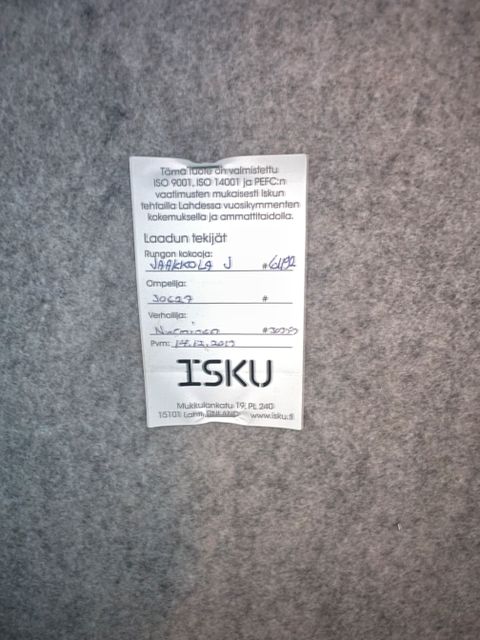 Tämä tuote on valmistettu
ISO 9001, ISO 14001 ja PEFC:n
vaatimusten mukaisesti Iskun
tehtailla Lahdessa vuosikymmenten
kokemuksella ja ammattitaidolla.
Laadun tekijät
Rungon kokooja:
JAAKKOLA J #
Ompelija:
30627 #
Verhoilija:
Nurminen #
Pvm: 14.12.
ISKU
Mukkulankatu 19, PL 240
15101 Lahti, FINLAND www.isku.fi